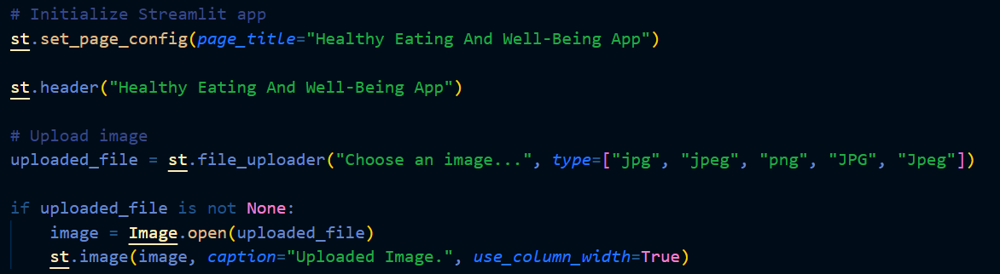 # Initialize Streamlit app
st.set_page_config(page_title="Healthy Eating And Well-Being App")
st.header("Healthy Eating And Well-Being App")
# Upload image
uploaded_file = st.file_uploader("Choose an image...", type=["jpg", "jpeg", "png", "JPG", "Jpeg"])
if uploaded_file is not None:
    image = Image.open(uploaded_file)
    st.image(image, caption="Uploaded Image.", use_column_width=True)